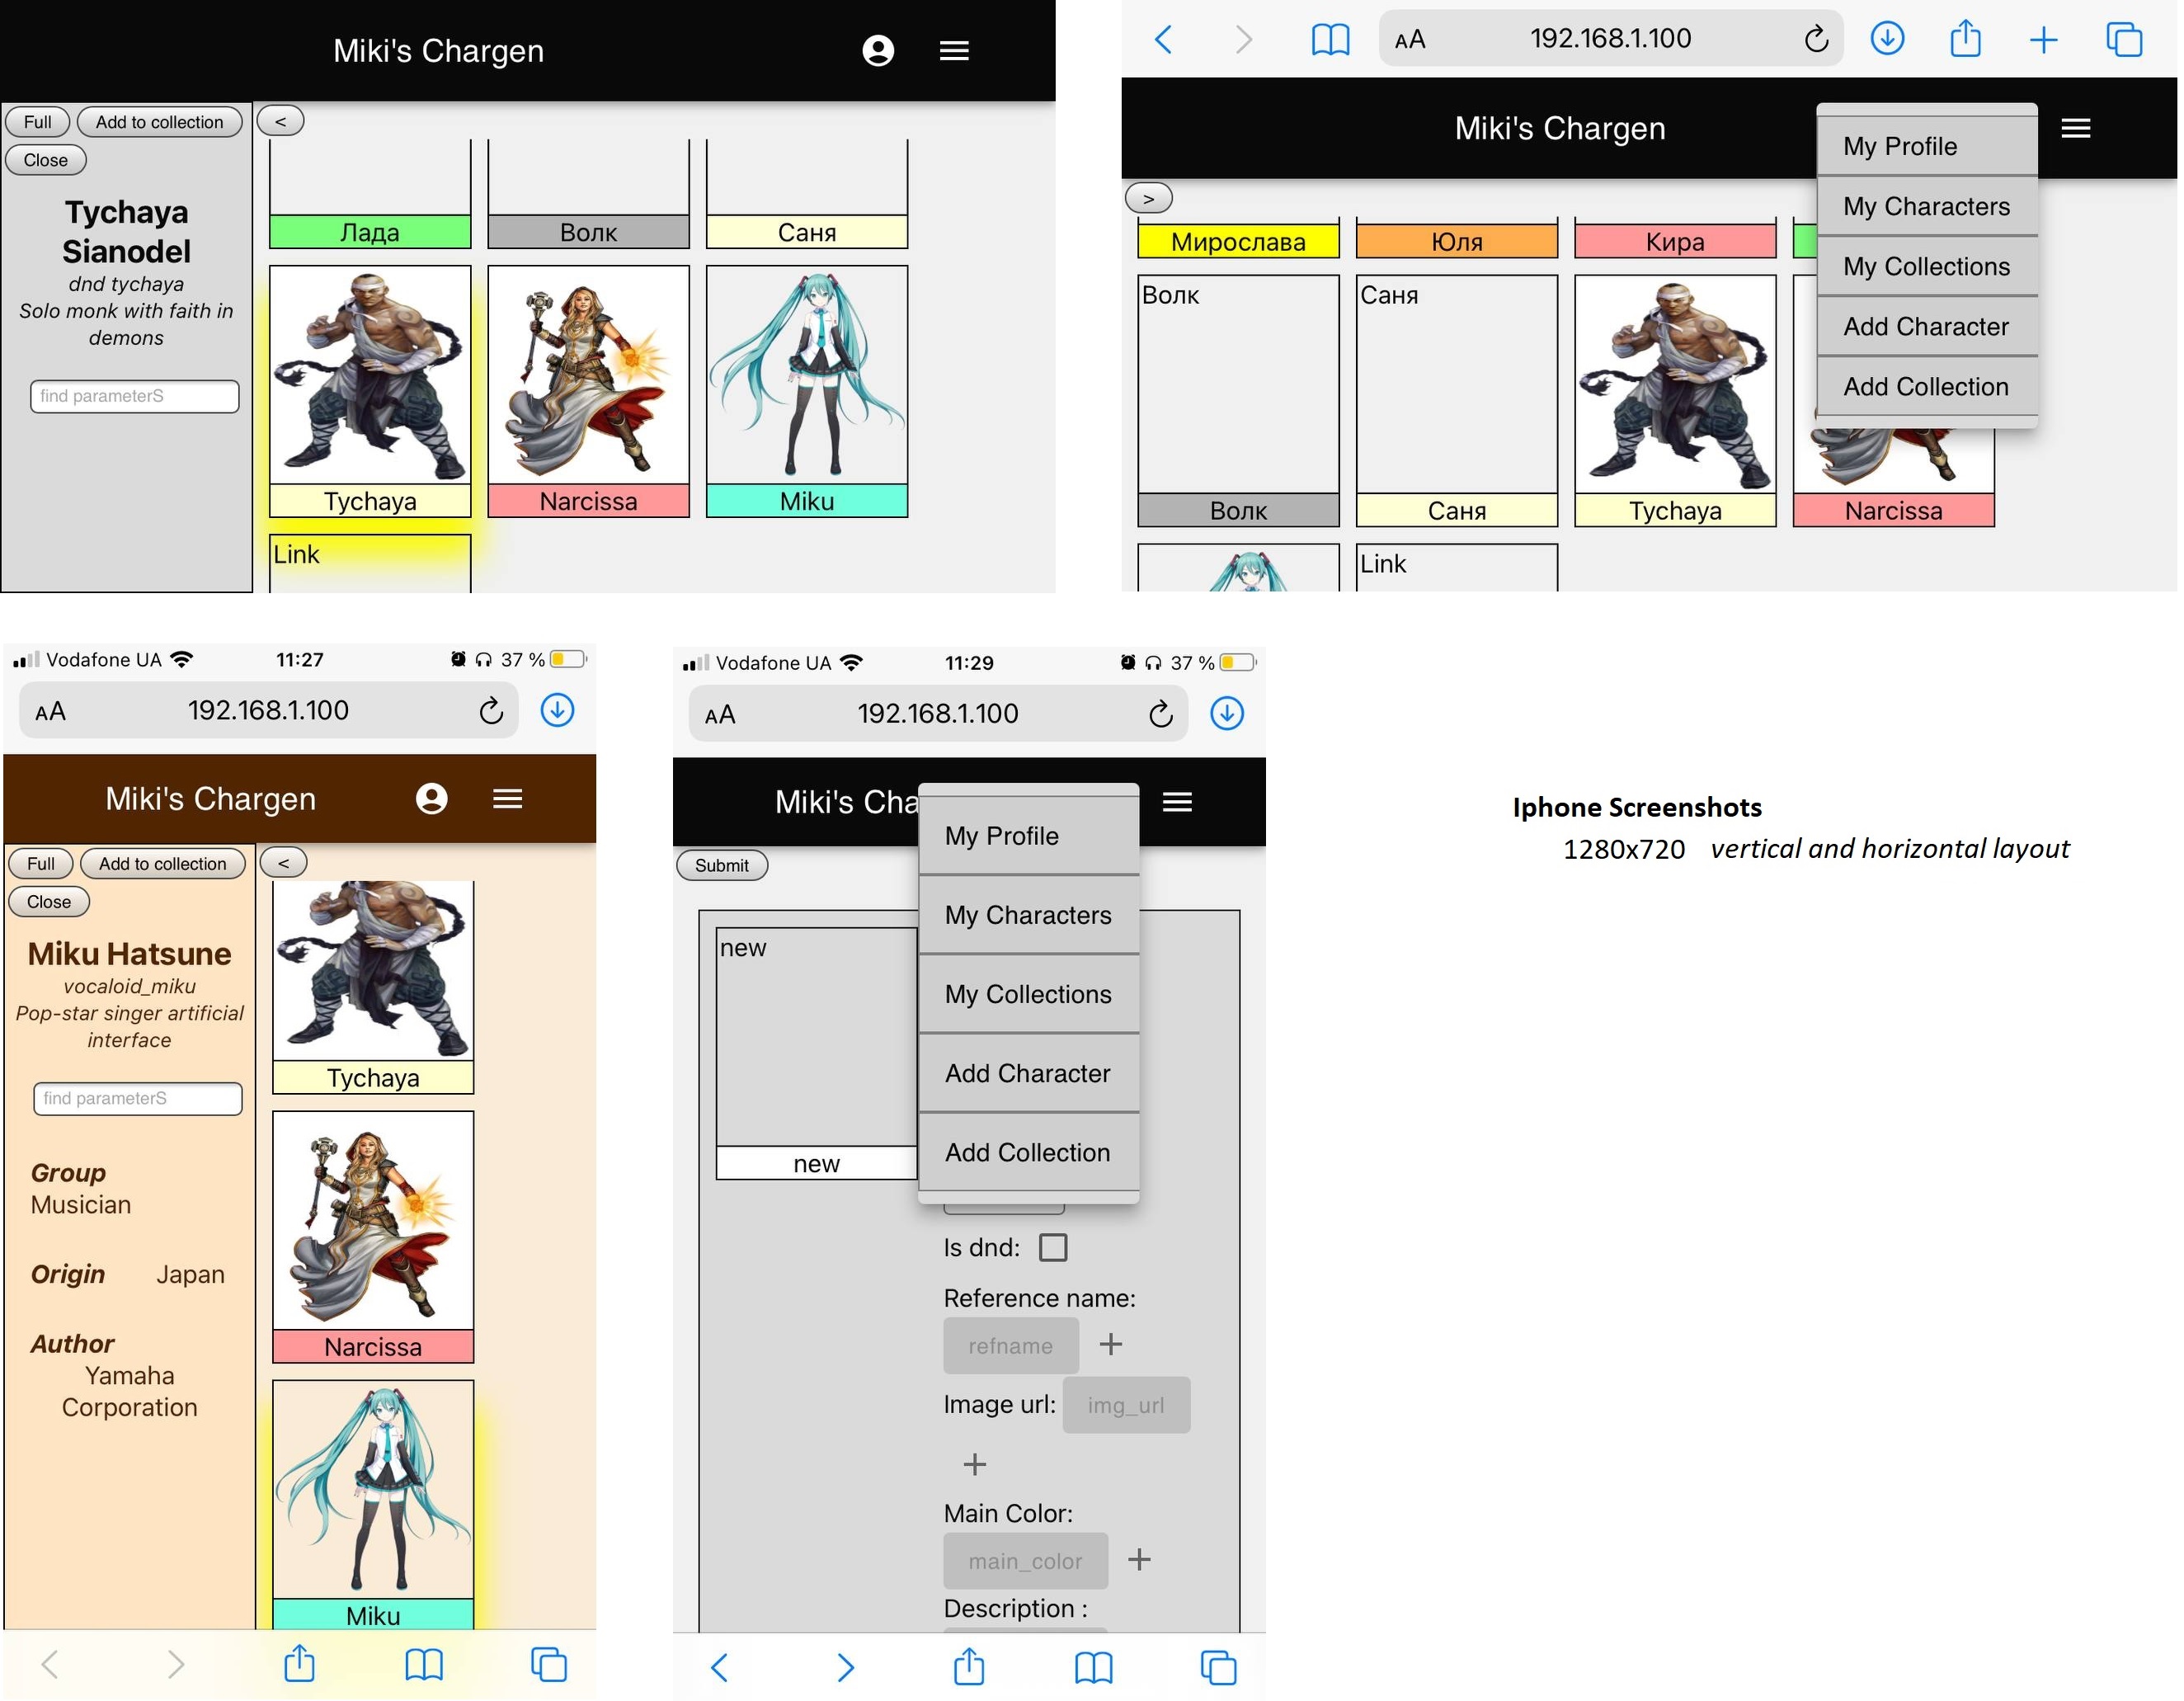 Miki's Chargen
Full
Add to collection
<
Close
Tychaya
Sianodel
dnd tychaya
Solo monk with faith in
demons
find parameterS
Лада
Волк
Саня
Tychaya
Narcissa
Miku
Link
AA
192.168.1.100
Miki's Chargen
My Profile
My Characters
My Collections
Add Character
Add Collection
>
Мирослава
Юля
Кира
Волк
Саня
Волк
Саня
Tychaya
Narcissa
Link
Vodafone UA
11:27
37 %
AA
192.168.1.100
Miki's Chargen
Full
Add to collection
<
Close
Miku Hatsune
vocaloid_miku
Pop-star singer artificial
interface
find parameterS
Group
Musician
Origin
Japan
Author
Yamaha
Corporation
Tychaya
Narcissa
Miku
Vodafone UA
11:29
37 %
AA
192.168.1.100
Miki's Cha
My Profile
My Characters
My Collections
Add Character
Add Collection
Submit
new
new
Is dnd:
Reference name:
refname
+
Image url:
img_url
+
Main Color:
main_color
+
Description :
Iphone Screenshots
1280x720 vertical and horizontal layout